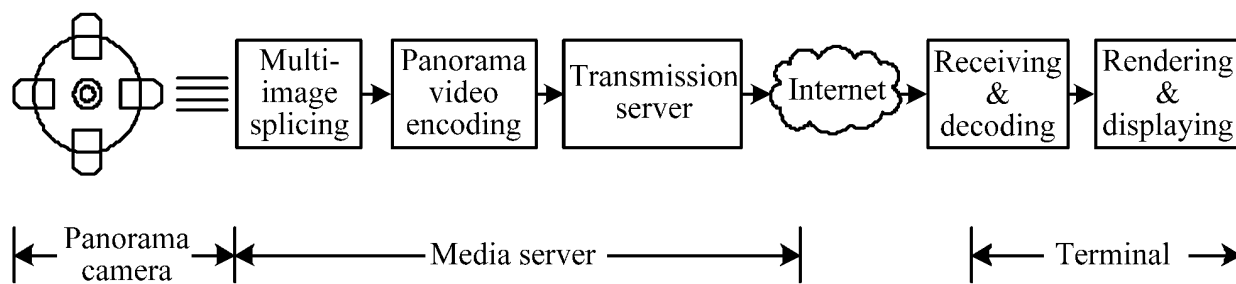 Multi-
image
splicing
Panorama
video
encoding
Transmission
server
Internet
Receiving
&
decoding
Rendering
&
displaying
Panorama
camera
Media server
Terminal